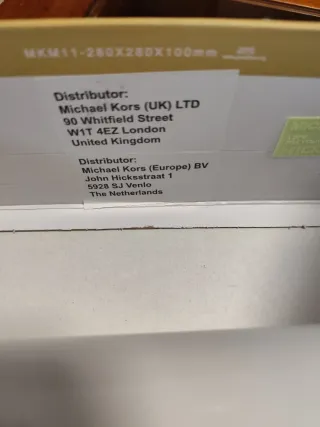 MKM11-280X280X100mm
Distributor:
Michael Kors (UK) LTD
90 Whitfield Street
W1T 4EZ London
United Kingdom
Distributor:
Michael Kors (Europe) BV
John Hicksstraat 1
5928 SJ Venlo
The Netherlands